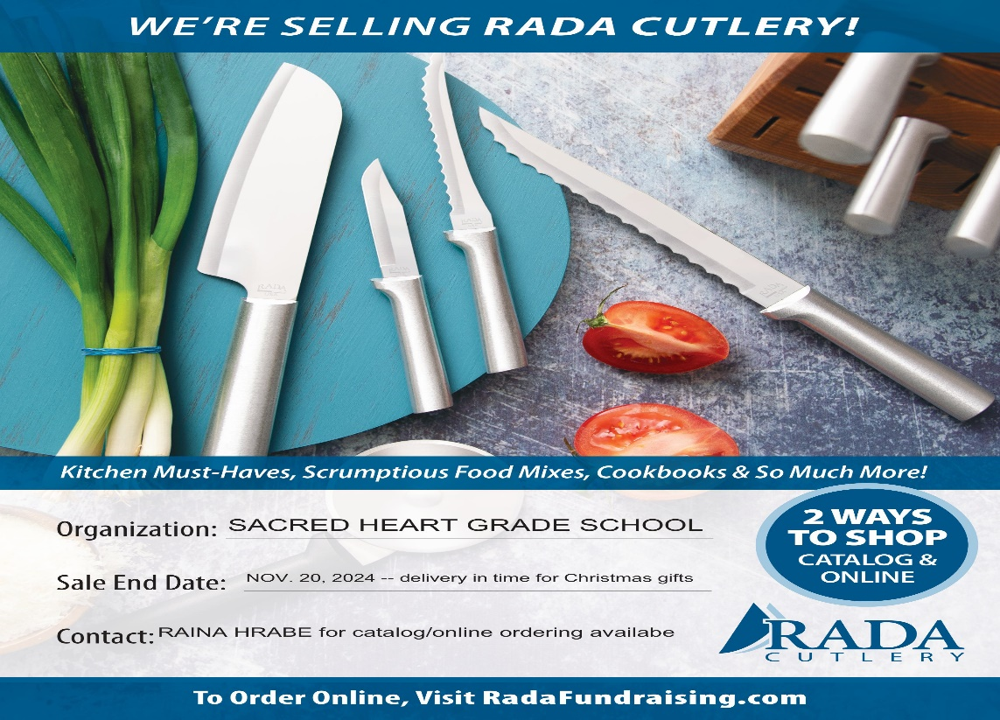 WE'RE SELLING RADA CUTLERY!
Kitchen Must-Haves, Scrumptious Food Mixes, Cookbooks & So Much More!
Organization: SACRED HEART GRADE SCHOOL
Sale End Date: NOV. 20, 2024 -- delivery in time for Christmas gifts
Contact: RAINA HRABE for catalog/online ordering availabe
2 WAYS
TO SHOP
CATALOG &
ONLINE
RADA
CUTLERY
To Order Online, Visit RadaFundraising.com